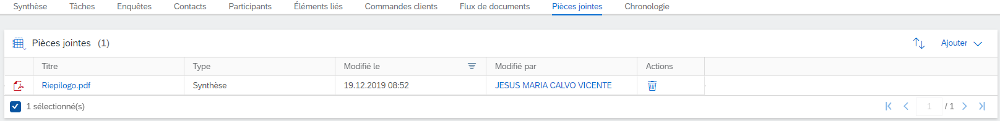 Synthèse Tâches Enquêtes Contacts Participants Éléments liés Commandes clients Flux de documents Pièces jointes Chronologie
Pièces jointes (1) Ajouter
Titre Type Modifié le Modifié par Actions
Riepilogo.pdf Synthèse 19.12.2019 08:52 JESUS MARIA CALVO VICENTE
1 sélectionné(s) 1 / 1